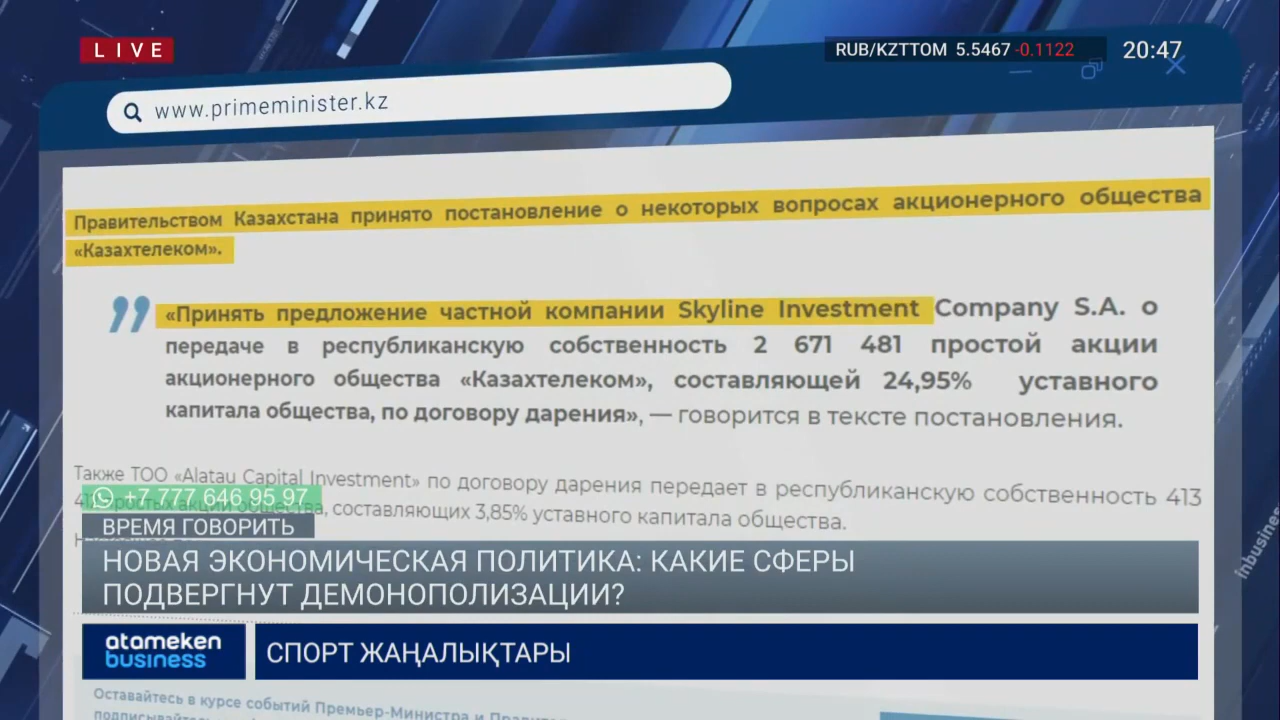 LIVE
RUB/KZTTOM 5.5467 -0.1122
20:47
www.primeminister.kz
Правительством Казахстана принято постановление о некоторых вопросах акционерного общества
«Казахтелеком».
«Принять предложение частной компании Skyline Investment Company S.A. о
передаче в республиканскую собственность 2 671 481 простой акции
акционерного общества «Казахтелеком», составляющей 24,95% уставного
капитала общества, по договору дарения», — говорится в тексте постановления.
Также ТОО «Alatau Capital Investment» по договору дарения передает в республиканскую собственность 413
общества, составляющих 3,85% уставного капитала общества.
+7 777 646 95 97
ВРЕМЯ ГОВОРИТЬ
НОВАЯ ЭКОНОМИЧЕСКАЯ ПОЛИТИКА: КАКИЕ СФЕРЫ
ПОДВЕРГНУТ ДЕМОНОПОЛИЗАЦИИ?
atameken
business
СПОРТ ЖАҢАЛЫҚТАРЫ
Оставайтесь в курсе событий Премьер-Министра и
inbusiness